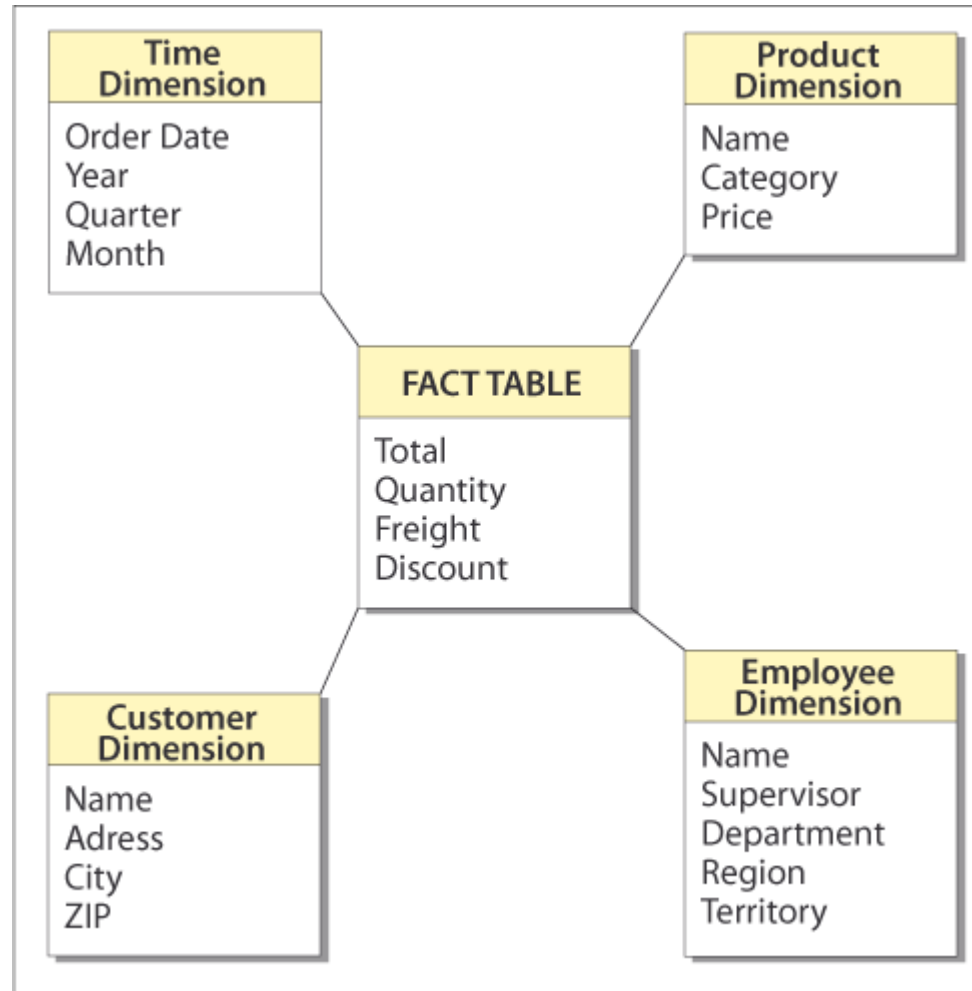 Time
Dimension
Order Date
Year
Quarter
Month
Product
Dimension
Name
Category
Price
FACT TABLE
Total
Quantity
Freight
Discount
Customer
Dimension
Name
Adress
City
ZIP
Employee
Dimension
Name
Supervisor
Department
Region
Territory